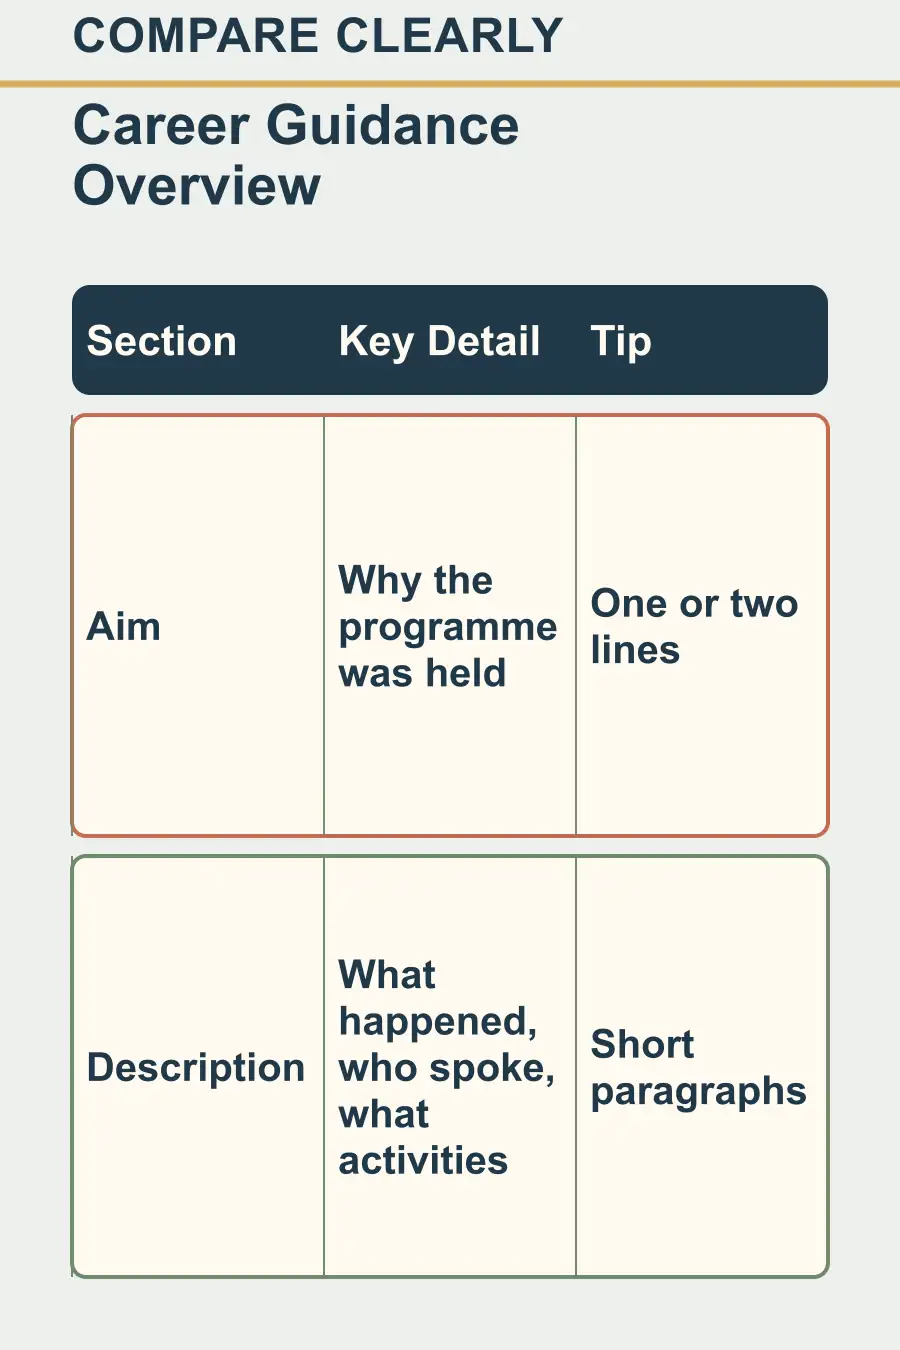 COMPARE CLEARLY
Career Guidance
Overview
Section Key Detail Tip
Aim
Why the
programme
was held
One or two
lines
Description
What
happened,
who spoke,
what
activities
Short
paragraphs